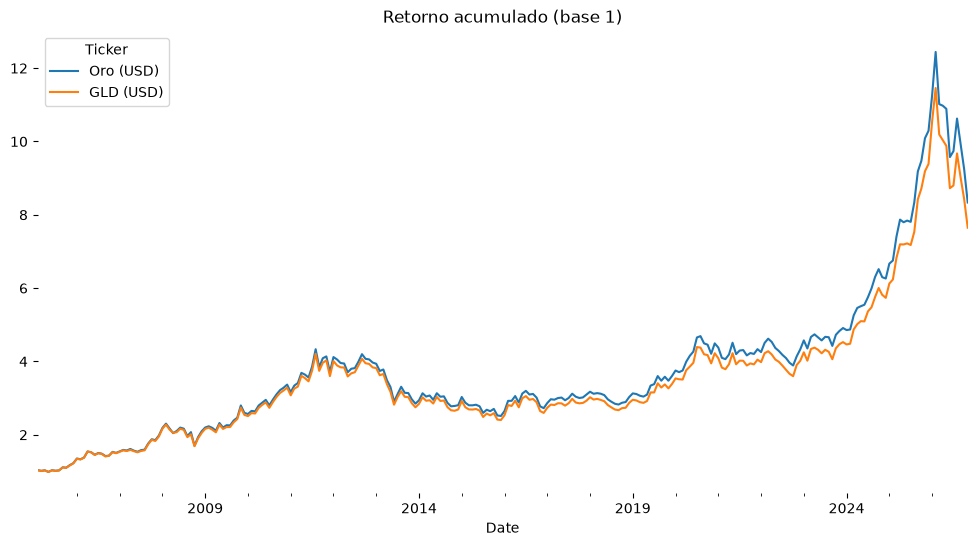 Retorno acumulado (base 1)
Ticker
Oro (USD)
GLD (USD)
12
10
8
6
4
2
2009
2014
2019
2024
Date